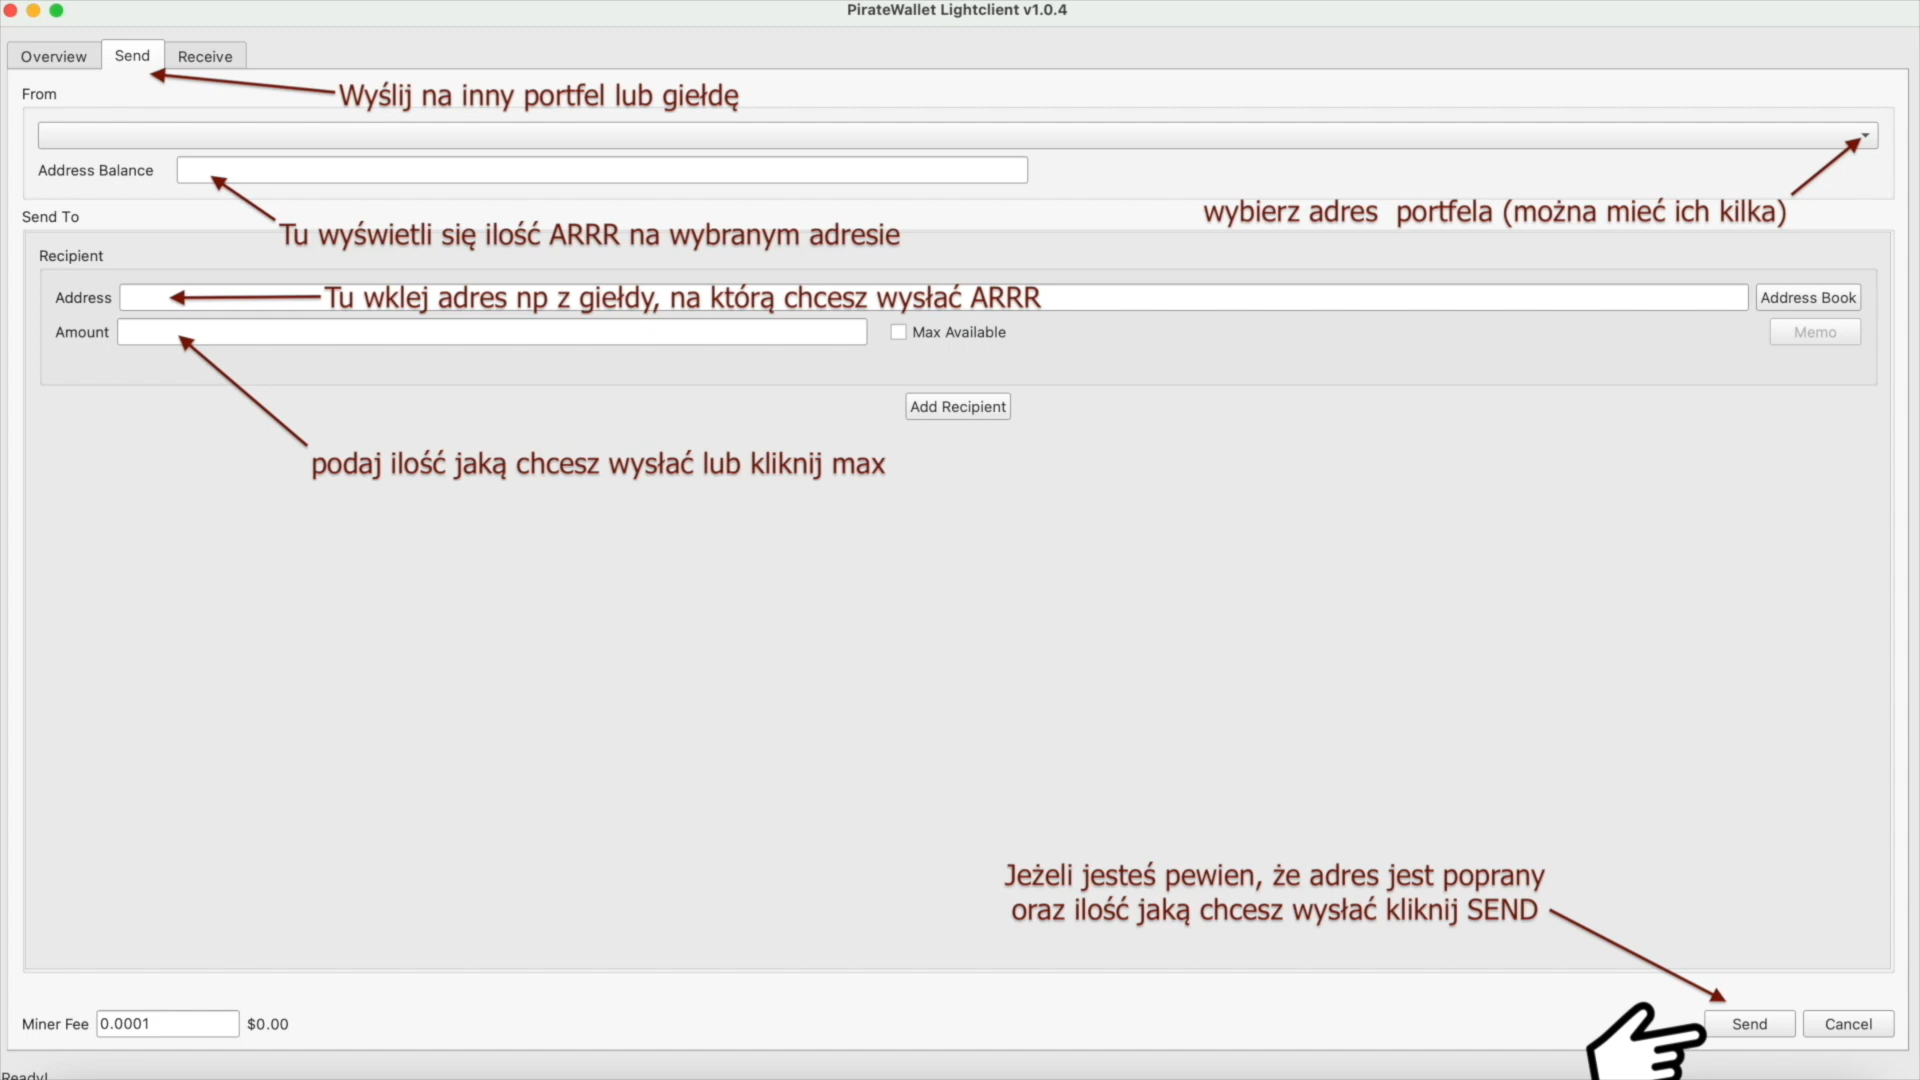 PirateWallet Lightclient v1.0.4
Overview
Send
Receive
Wyślij na inny portfel lub giełdę
From
Address Balance
wybierz adres portfela (można mieć ich kilka)
Send To
Tu wyświetli się ilość ARRR na wybranym adresie
Recipient
Address
Tu wklej adres np z giełdy, na którą chcesz wysłać ARRR
Address Book
Amount
Max Available
Memo
Add Recipient
podaj ilość jaką chcesz wysłać lub kliknij max
Jeżeli jesteś pewien, że adres jest poprany
oraz ilość jaką chcesz wysłać kliknij SEND
Miner Fee 0.0001 $0.00
Send
Cancel
Ready!